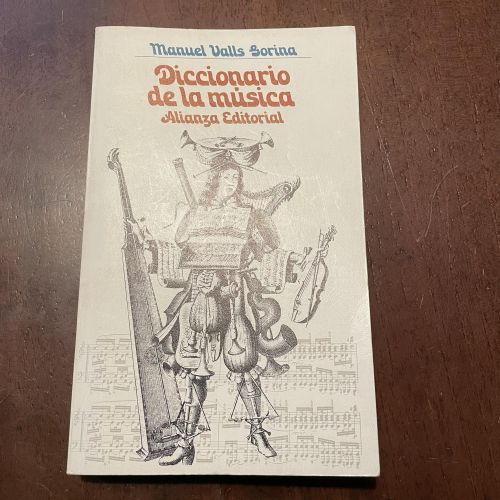 Manuel Valls Gorina
Diccionario
de la música
Alianza Editorial